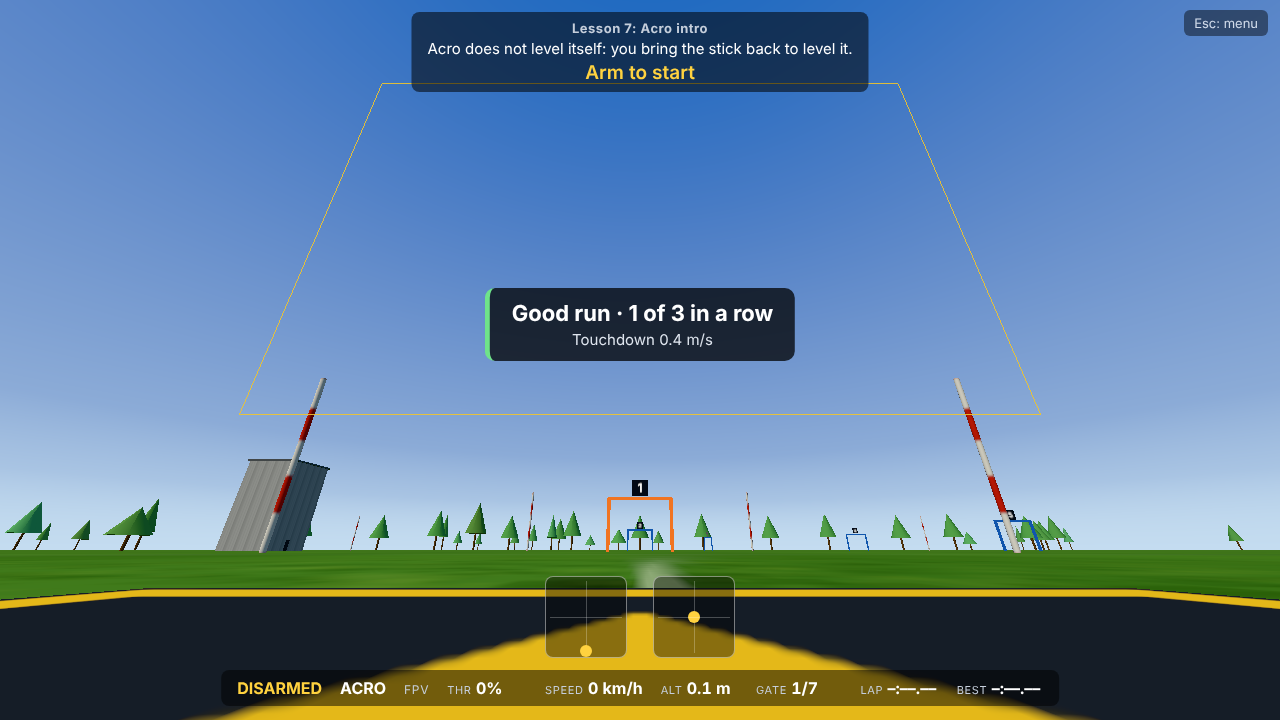 Lesson 7: Acro intro
Acro does not level itself: you bring the stick back to level it.
Arm to start
Esc: menu
Good run · 1 of 3 in a row
Touchdown 0.4 m/s
1
DISARMED ACRO FPV THR 0% SPEED 0 km/h ALT 0.1 m GATE 1/7 LAP –:––.–– BEST –:––.––